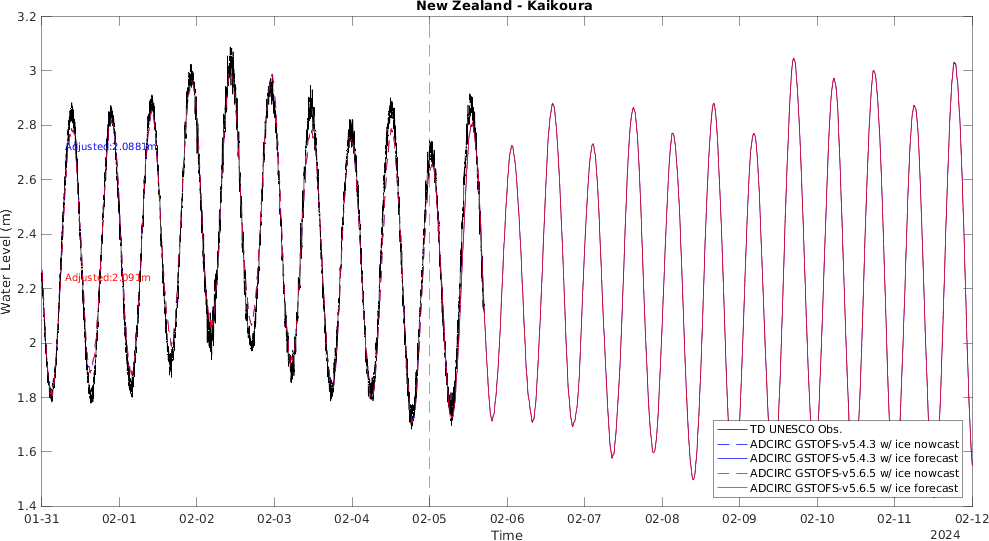 New Zealand - Kaikoura
3.2
3
2.8
2.6
2.4
2.2
2
1.8
1.6
1.4
Water Level (m)
Adjusted:2.0881m
Adjusted:2.091m
TD UNESCO Obs.
ADCIRC GSTOFS-v5.4.3 w/ ice nowcast
ADCIRC GSTOFS-v5.4.3 w/ ice forecast
ADCIRC GSTOFS-v5.6.5 w/ ice nowcast
ADCIRC GSTOFS-v5.6.5 w/ ice forecast
01-31 02-01 02-02 02-03 02-04 02-05 02-06 02-07 02-08 02-09 02-10 02-11 02-12
Time
2024